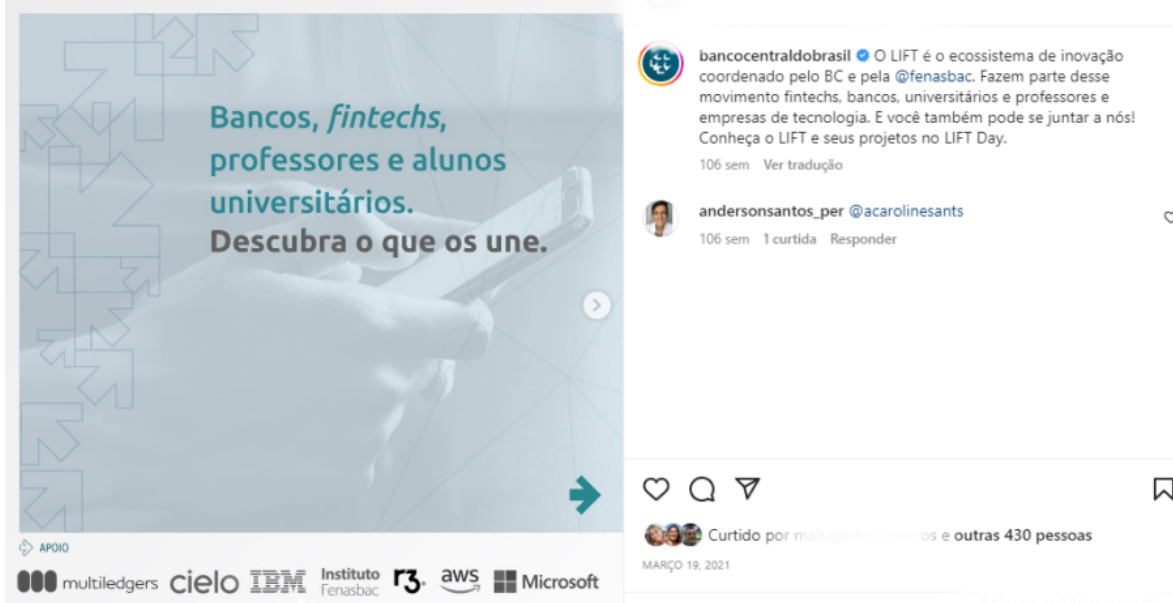 Bancos, fintechs,
professores e alunos
universitários.
Descubra o que os une.
APOIO
multiledgers cielo IBM Instituto Fenasbac r3. aws Microsoft
bancocentraldobrasil O LIFT é o ecossistema de inovação
coordenado pelo BC e pela @fenasbac. Fazem parte desse
movimento fintechs, bancos, universitários e professores e
empresas de tecnologia. E você também pode se juntar a nós!
Conheça o LIFT e seus projetos no LIFT Day.
106 sem Ver tradução
andersonsantos_per @acarolinesants
106 sem 1 curtida Responder
Curtido por e outras 430 pessoas
MARÇO 19, 2021